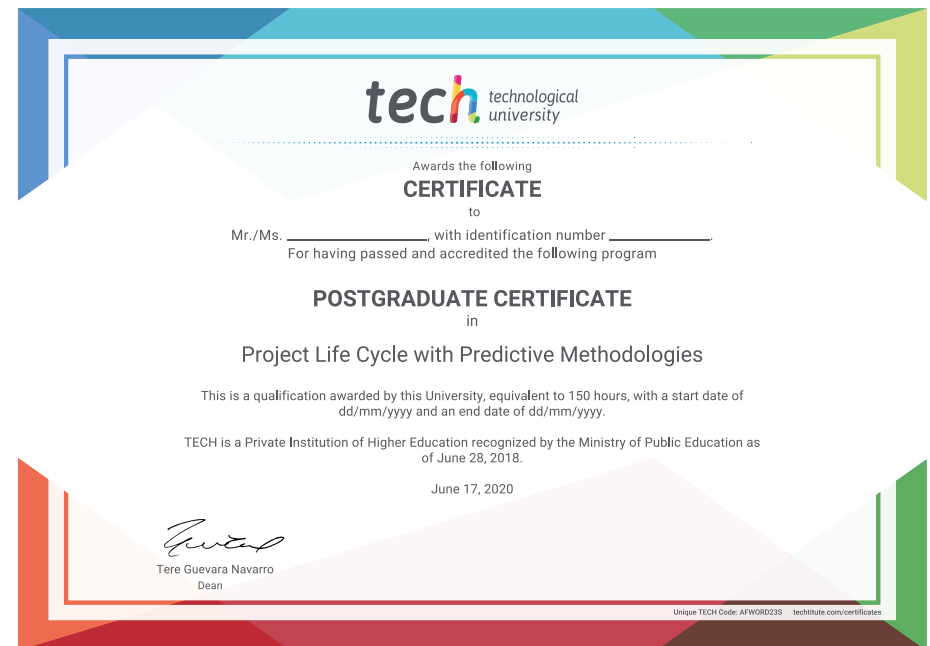 tech technological
university
Awards the following
CERTIFICATE
to
Mr./Ms. ____________, with identification number ____________.
For having passed and accredited the following program
POSTGRADUATE CERTIFICATE
in
Project Life Cycle with Predictive Methodologies
This is a qualification awarded by this University, equivalent to 150 hours, with a start date of
dd/mm/yyyy and an end date of dd/mm/yyyy.
TECH is a Private Institution of Higher Education recognized by the Ministry of Public Education as
of June 28, 2018.
June 17, 2020
Tere Guevara Navarro
Dean
Unique TECH Code: AFWORD23S techtitute.com/certificates